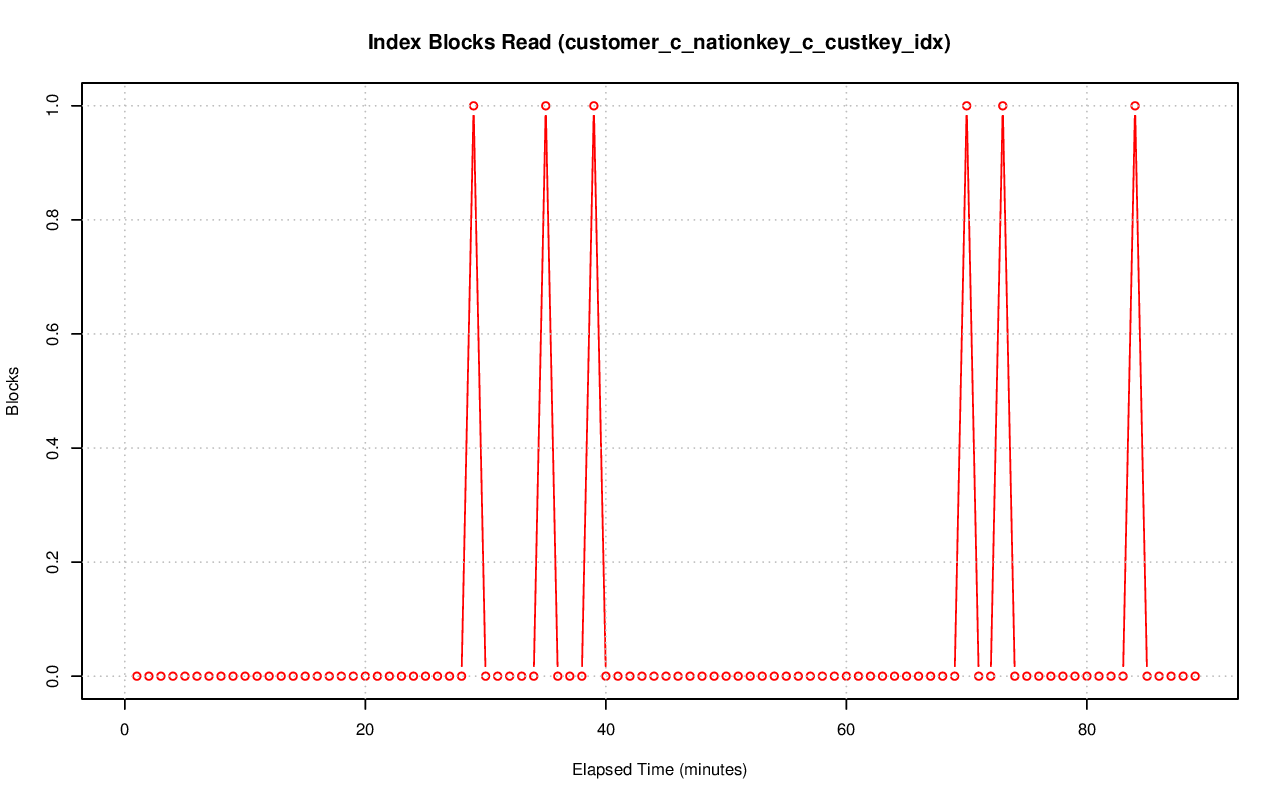 Index Blocks Read (customer_c_nationkey_c_custkey_idx)
1.0
0.8
0.6
0.4
0.2
0.0
Blocks
0 20 40 60 80
Elapsed Time (minutes)